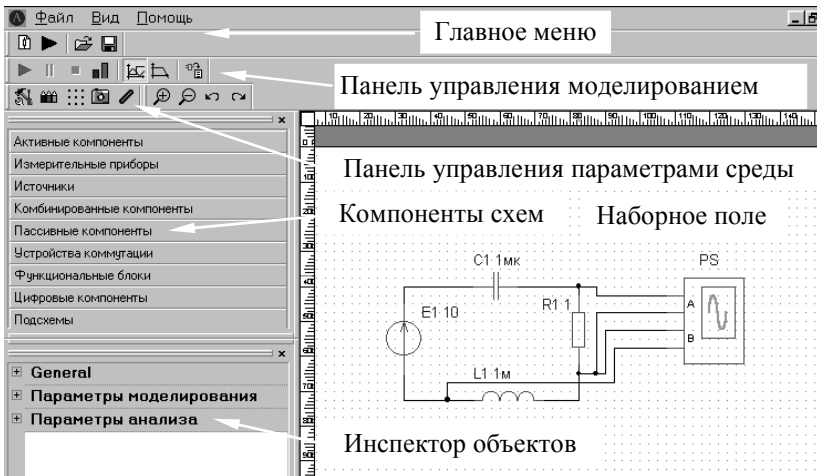 Файл Вид Помощь
Главное меню
Панель управления моделированием
Панель управления параметрами среды
Активные компоненты
Измерительные приборы
Источники
Комбинированные компоненты
Пассивные компоненты
Устройства коммутации
Функциональные блоки
Цифровые компоненты
Подсхемы
Компоненты схем
Наборное поле
C1 1мк
PS
E1 10
R1 1
A
B
L1 1м
General
Параметры моделирования
Параметры анализа
Инспектор объектов